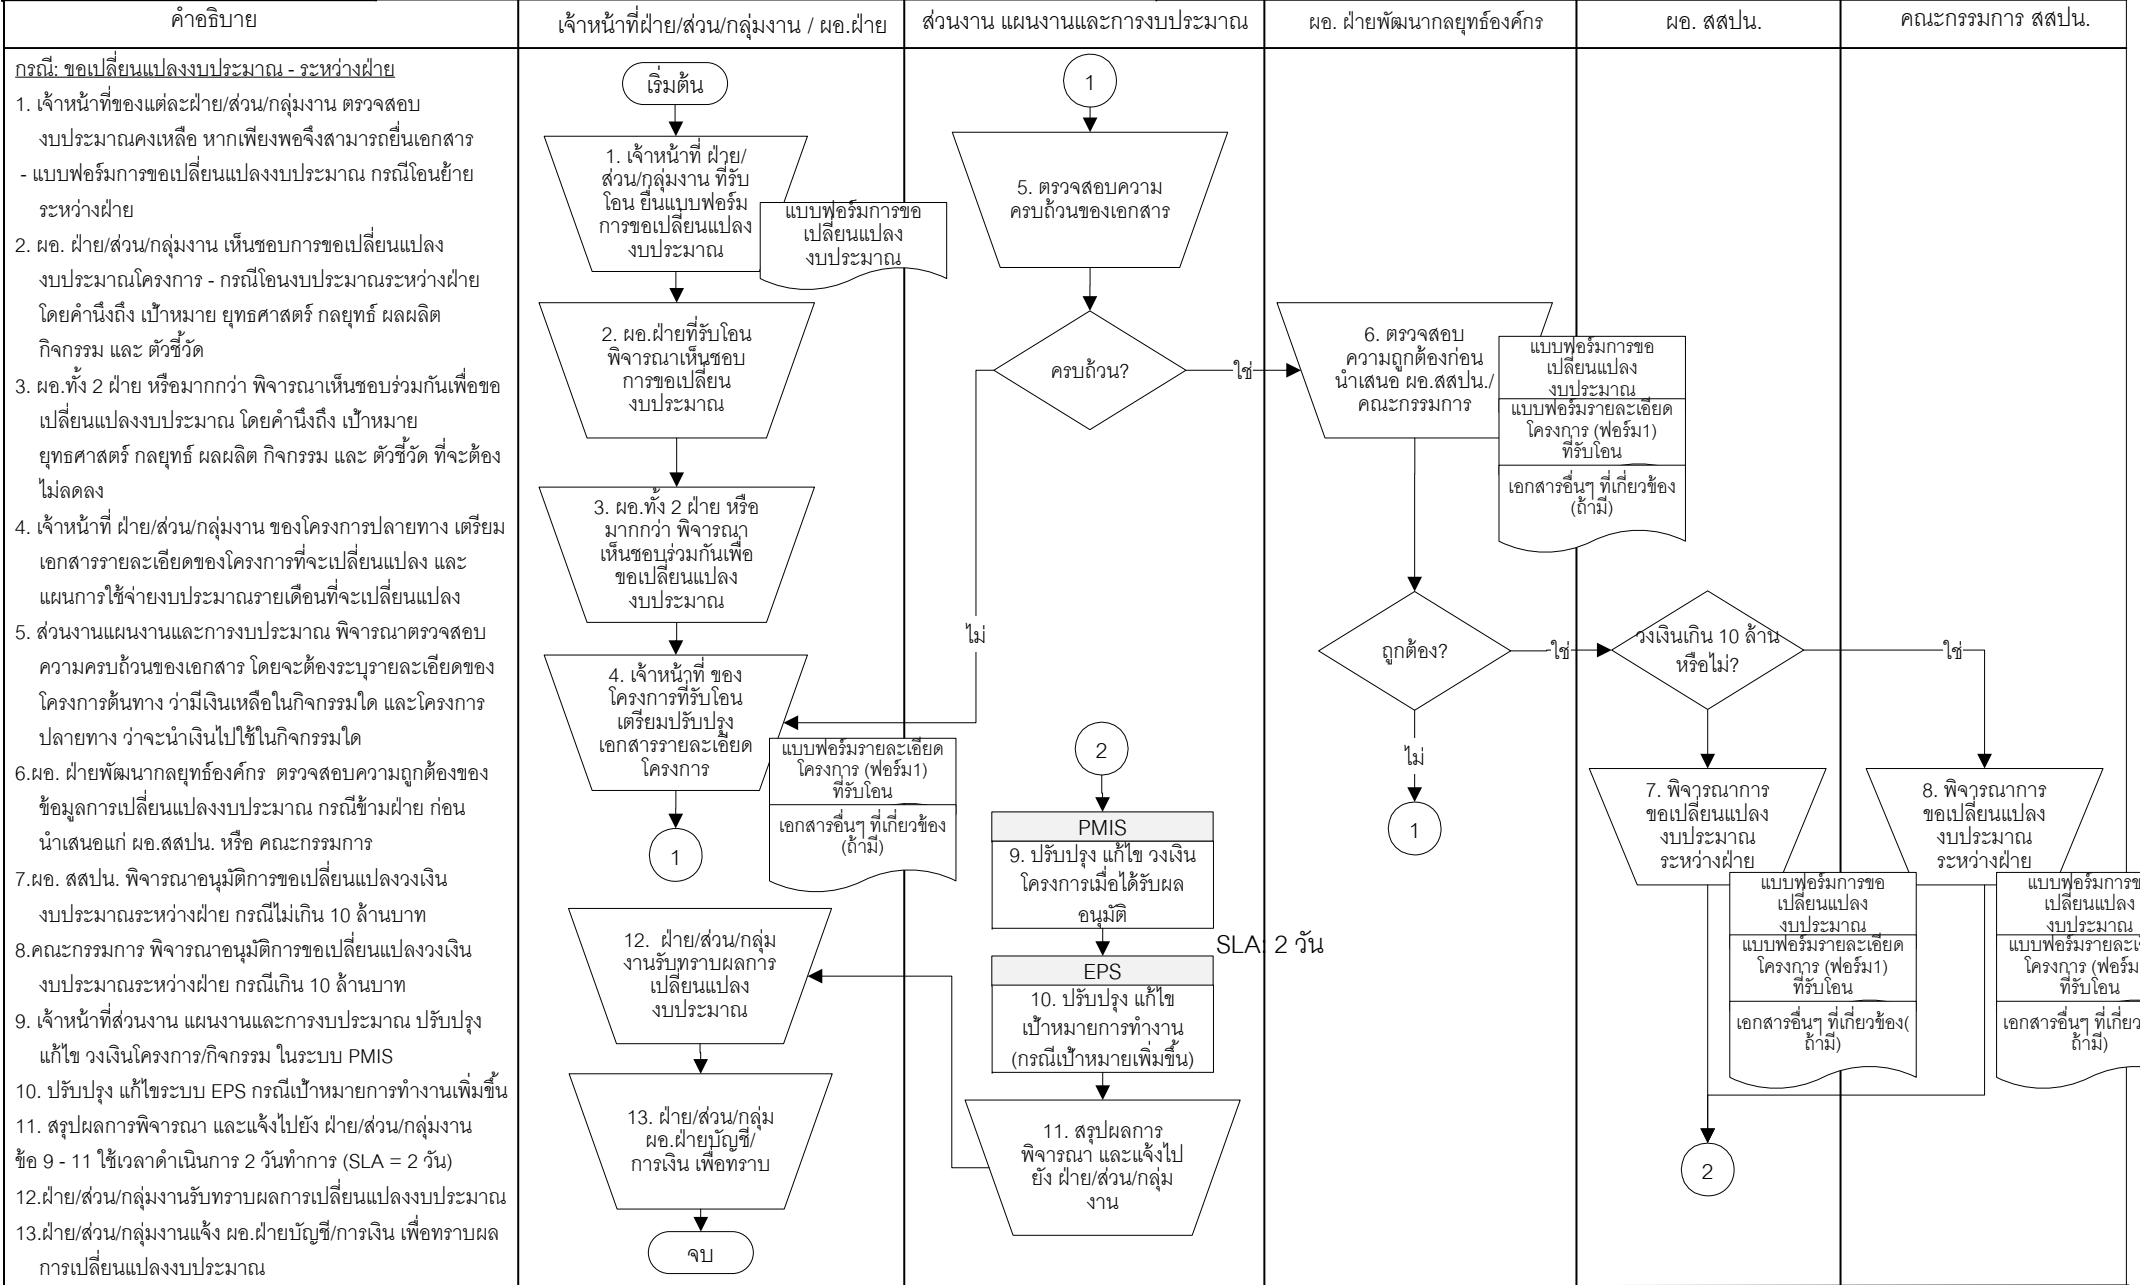 คำอธิบาย
เจ้าหน้าที่ฝ่าย/ส่วน/กลุ่มงาน / ผอ.ฝ่าย
ส่วนงาน แผนงานและการงบประมาณ
ผอ. ฝ่ายพัฒนากลยุทธ์องค์กร
ผอ. สสปน.
คณะกรรมการ สสปน.
กรณี: ขอเปลี่ยนแปลงงบประมาณ - ระหว่างฝ่าย
1. เจ้าหน้าที่ของแต่ละฝ่าย/ส่วน/กลุ่มงาน ตรวจสอบ
งบประมาณคงเหลือ หากเพียงพอจึงสามารถยื่นเอกสาร
- แบบฟอร์มการขอเปลี่ยนแปลงงบประมาณ กรณีโอนย้าย
ระหว่างฝ่าย
2. ผอ. ฝ่าย/ส่วน/กลุ่มงาน เห็นชอบการขอเปลี่ยนแปลง
งบประมาณโครงการ - กรณีโอนงบประมาณระหว่างฝ่าย
โดยคำนึงถึง เป้าหมาย ยุทธศาสตร์ กลยุทธ์ ผลผลิต
กิจกรรม และ ตัวชี้วัด
3. ผอ.ทั้ง 2 ฝ่าย หรือมากกว่า พิจารณาเห็นชอบร่วมกันเพื่อขอ
เปลี่ยนแปลงงบประมาณ โดยคำนึงถึง เป้าหมาย
ยุทธศาสตร์ กลยุทธ์ ผลผลิต กิจกรรม และ ตัวชี้วัด ที่จะต้อง
ไม่ลดลง
4. เจ้าหน้าที่ ฝ่าย/ส่วน/กลุ่มงาน ของโครงการปลายทาง เตรียม
เอกสารรายละเอียดของโครงการที่จะเปลี่ยนแปลง และ
แผนการใช้จ่ายงบประมาณรายเดือนที่จะเปลี่ยนแปลง
5. ส่วนงานแผนงานและการงบประมาณ พิจารณาตรวจสอบ
ความครบถ้วนของเอกสาร โดยจะต้องระบุรายละเอียดของ
โครงการต้นทาง ว่ามีเงินเหลือในกิจกรรมใด และโครงการ
ปลายทาง ว่าจะนำเงินไปใช้ในกิจกรรมใด
6.ผอ. ฝ่ายพัฒนากลยุทธ์องค์กร ตรวจสอบความถูกต้องของ
ข้อมูลการเปลี่ยนแปลงงบประมาณ กรณีข้ามฝ่าย ก่อน
นำเสนอแก่ ผอ.สสปน. หรือ คณะกรรมการ
7.ผอ. สสปน. พิจารณาอนุมัติการขอเปลี่ยนแปลงวงเงิน
งบประมาณระหว่างฝ่าย กรณีไม่เกิน 10 ล้านบาท
8.คณะกรรมการ พิจารณาอนุมัติการขอเปลี่ยนแปลงวงเงิน
งบประมาณระหว่างฝ่าย กรณีเกิน 10 ล้านบาท
9. เจ้าหน้าที่ส่วนงาน แผนงานและการงบประมาณ ปรับปรุง
แก้ไข วงเงินโครงการ/กิจกรรม ในระบบ PMIS
10. ปรับปรุง แก้ไขระบบ EPS กรณีเป้าหมายการทำงานเพิ่มขึ้น
11. สรุปผลการพิจารณา และแจ้งไปยัง ฝ่าย/ส่วน/กลุ่มงาน
ข้อ 9 - 11 ใช้เวลาดำเนินการ 2 วันทำการ (SLA = 2 วัน)
12.ฝ่าย/ส่วน/กลุ่มงานรับทราบผลการเปลี่ยนแปลงงบประมาณ
13.ฝ่าย/ส่วน/กลุ่มงานแจ้ง ผอ.ฝ่ายบัญชี/การเงิน เพื่อทราบผล
การเปลี่ยนแปลงงบประมาณ
เริ่มต้น
1. เจ้าหน้าที่ ฝ่าย/
ส่วน/กลุ่มงาน ที่รับ
โอน ยื่นแบบฟอร์ม
การขอเปลี่ยนแปลง
งบประมาณ
แบบฟอร์มการขอ
เปลี่ยนแปลง
งบประมาณ
2. ผอ.ฝ่ายที่รับโอน
พิจารณาเห็นชอบ
การขอเปลี่ยน
งบประมาณ
3. ผอ.ทั้ง 2 ฝ่าย หรือ
มากกว่า พิจารณา
เห็นชอบร่วมกันเพื่อ
ขอเปลี่ยนแปลง
งบประมาณ
4. เจ้าหน้าที่ ของ
โครงการที่รับโอน
เตรียมปรับปรุง
เอกสารรายละเอียด
โครงการ
แบบฟอร์มรายละเอียด
โครงการ (ฟอร์ม1)
ที่รับโอน
เอกสารอื่นๆ ที่เกี่ยวข้อง
(ถ้ามี)
1
12. ฝ่าย/ส่วน/กลุ่ม
งานรับทราบผลการ
เปลี่ยนแปลง
งบประมาณ
13. ฝ่าย/ส่วน/กลุ่ม
ผอ.ฝ่ายบัญชี/
การเงิน เพื่อทราบ
จบ
1
5. ตรวจสอบความ
ครบถ้วนของเอกสาร
ครบถ้วน?
ใช่
ไม่
2
PMIS
9. ปรับปรุง แก้ไข วงเงิน
โครงการเมื่อได้รับผล
อนุมัติ
SLA: 2 วัน
EPS
10. ปรับปรุง แก้ไข
เป้าหมายการทำงาน
(กรณีเป้าหมายเพิ่มขึ้น)
11. สรุปผลการ
พิจารณา และแจ้งไป
ยัง ฝ่าย/ส่วน/กลุ่ม
งาน
6. ตรวจสอบ
ความถูกต้องก่อน
นำเสนอ ผอ.สสปน./
คณะกรรมการ
แบบฟอร์มการขอ
เปลี่ยนแปลง
งบประมาณ
แบบฟอร์มรายละเอียด
โครงการ (ฟอร์ม1)
ที่รับโอน
เอกสารอื่นๆ ที่เกี่ยวข้อง
(ถ้ามี)
ถูกต้อง?
ใช่
ไม่
1
วงเงินเกิน 10 ล้าน
หรือไม่?
ใช่
7. พิจารณาการ
ขอเปลี่ยนแปลง
งบประมาณ
ระหว่างฝ่าย
แบบฟอร์มการขอ
เปลี่ยนแปลง
งบประมาณ
แบบฟอร์มรายละเอียด
โครงการ (ฟอร์ม1)
ที่รับโอน
เอกสารอื่นๆ ที่เกี่ยวข้อง(
ถ้ามี)
2
8. พิจารณาการ
ขอเปลี่ยนแปลง
งบประมาณ
ระหว่างฝ่าย
แบบฟอร์มการข
เปลี่ยนแปลง
งบประมาณ
แบบฟอร์มรายละเ
โครงการ (ฟอร์ม
ที่รับโอน
เอกสารอื่นๆ ที่เกี่ยว
ถ้ามี)